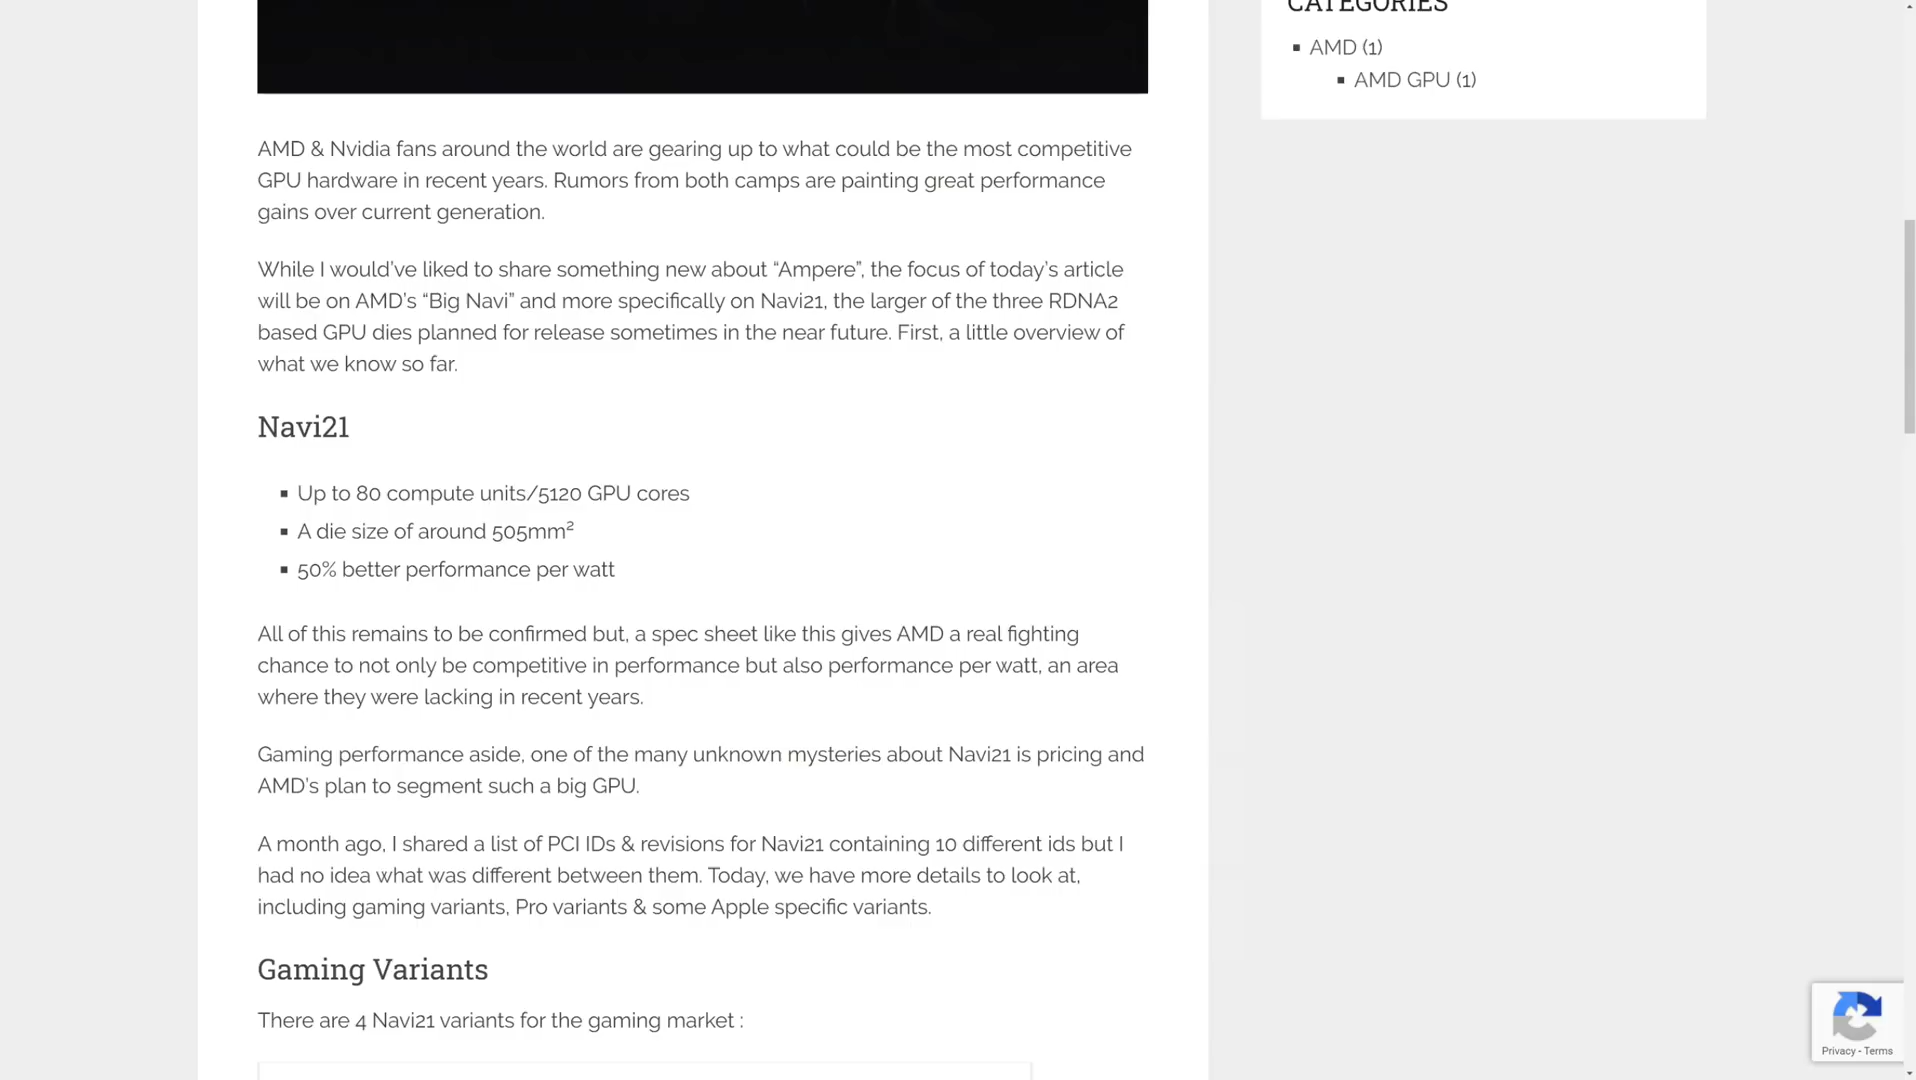 CATEGORIES
AMD (1)
AMD GPU (1)
AMD & Nvidia fans around the world are gearing up to what could be the most competitive
GPU hardware in recent years. Rumors from both camps are painting great performance
gains over current generation.
While I would've liked to share something new about “Ampere”, the focus of today's article
will be on AMD's “Big Navi” and more specifically on Navi21, the larger of the three RDNA2
based GPU dies planned for release sometimes in the near future. First, a little overview of
what we know so far.
Navi21
Up to 80 compute units/5120 GPU cores
A die size of around 505mm²
50% better performance per watt
All of this remains to be confirmed but, a spec sheet like this gives AMD a real fighting
chance to not only be competitive in performance but also performance per watt, an area
where they were lacking in recent years.
Gaming performance aside, one of the many unknown mysteries about Navi21 is pricing and
AMD's plan to segment such a big GPU.
A month ago, I shared a list of PCI IDs & revisions for Navi21 containing 10 different ids but I
had no idea what was different between them. Today, we have more details to look at,
including gaming variants, Pro variants & some Apple specific variants.
Gaming Variants
There are 4 Navi21 variants for the gaming market :
Privacy - Terms